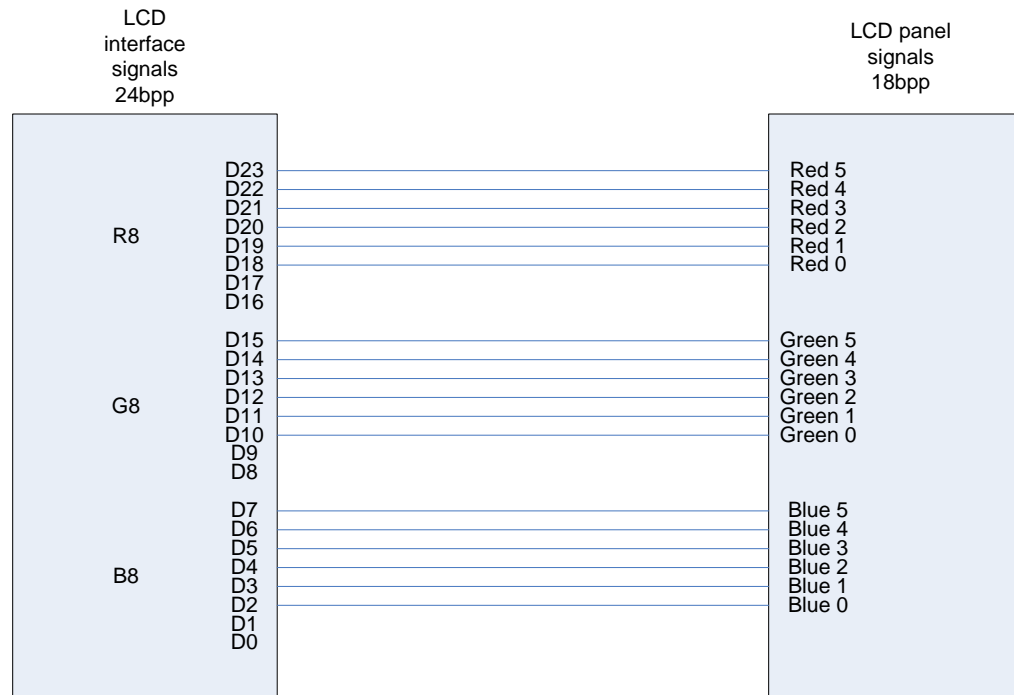 LCD
interface
signals
24bpp
LCD panel
signals
18bpp
R8
D23
D22
D21
D20
D19
D18
D17
D16
Red 5
Red 4
Red 3
Red 2
Red 1
Red 0
G8
D15
D14
D13
D12
D11
D10
D9
D8
Green 5
Green 4
Green 3
Green 2
Green 1
Green 0
B8
D7
D6
D5
D4
D3
D2
D1
D0
Blue 5
Blue 4
Blue 3
Blue 2
Blue 1
Blue 0